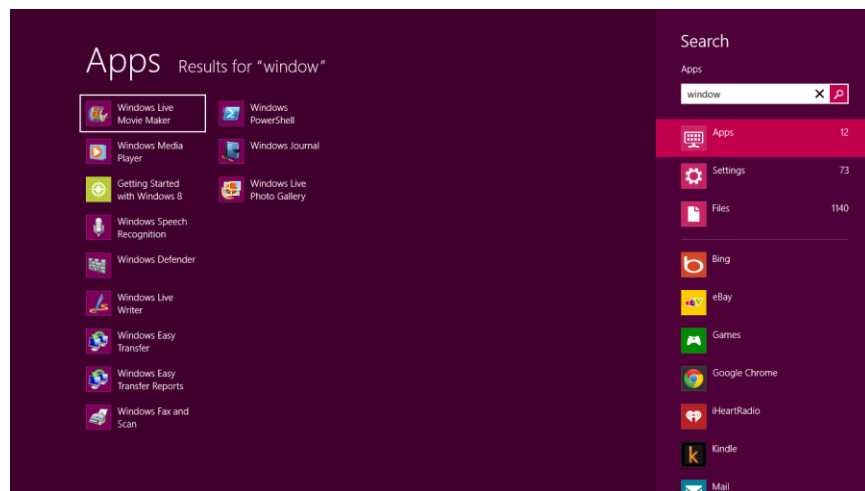 Apps Results for "window"
Windows Live
Movie Maker
Windows Media
Player
Getting Started
with Windows 8
Windows Speech
Recognition
Windows Defender
Windows Live
Writer
Windows Easy
Transfer
Windows Easy
Transfer Reports
Windows Fax and
Scan
Windows
PowerShell
Windows Journal
Windows Live
Photo Gallery
Search
Apps
window
Apps 12
Settings 73
Files 1140
Bing
eBay
Games
Google Chrome
iHeartRadio
Kindle
Mail